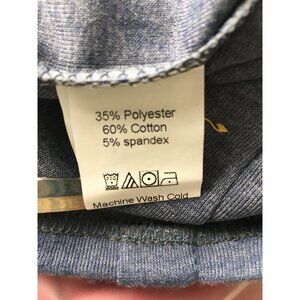 35% Polyester
60% Cotton
5% spandex
Machine Wash Cold